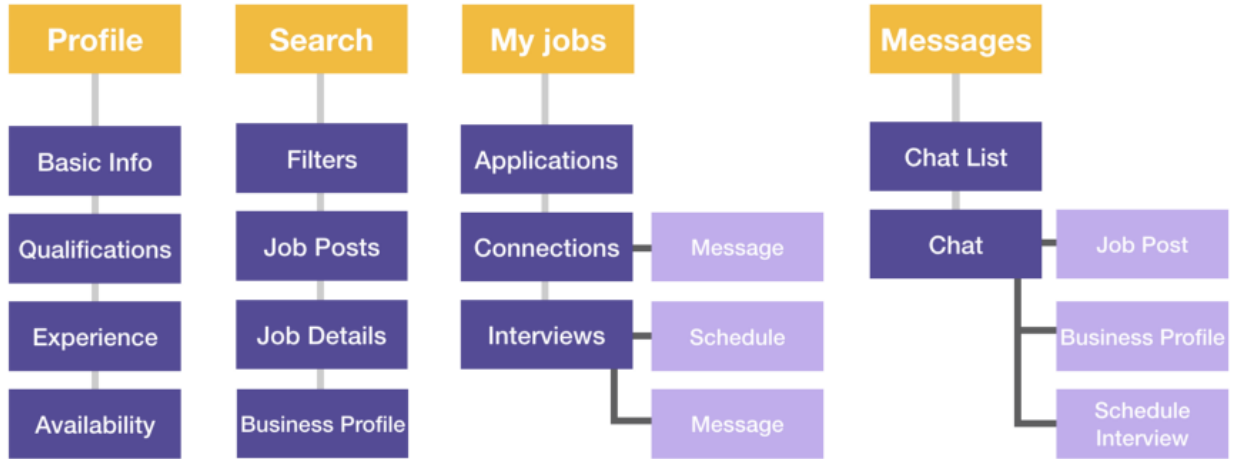 Profile
Basic Info
Qualifications
Experience
Availability
Search
Filters
Job Posts
Job Details
Business Profile
My jobs
Applications
Connections
Message
Interviews
Schedule
Message
Messages
Chat List
Chat
Job Post
Business Profile
Schedule
Interview